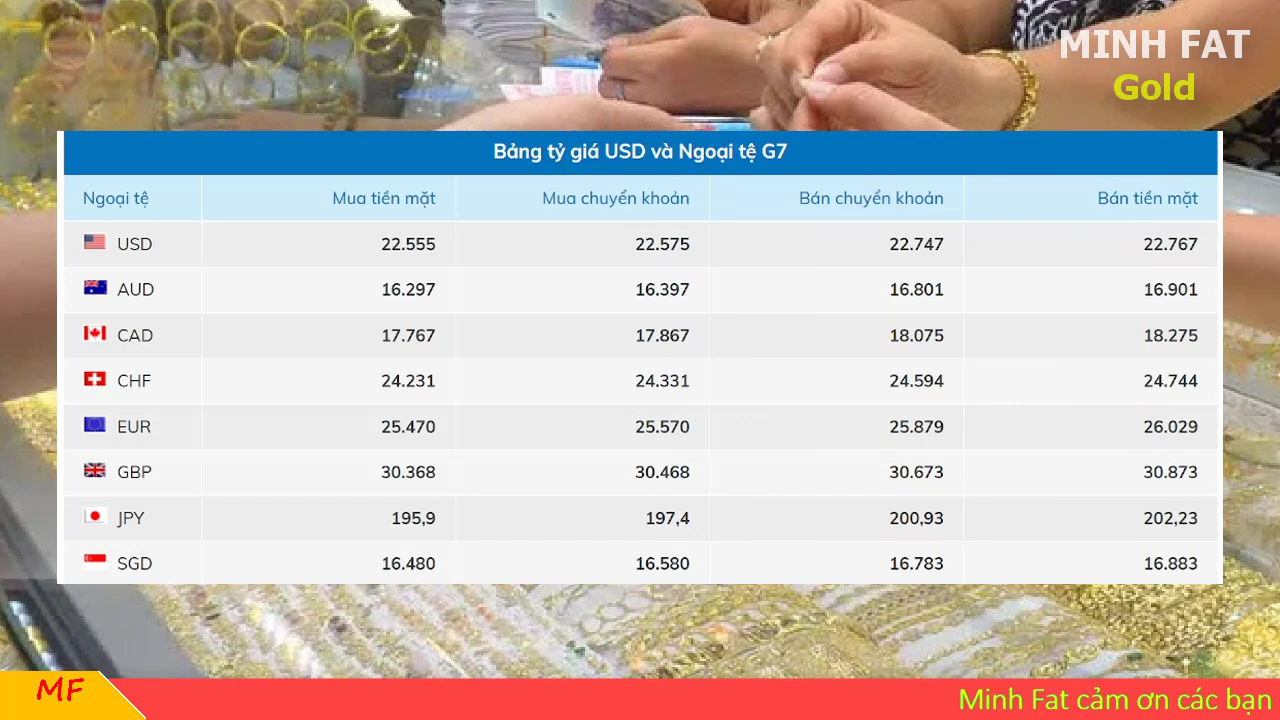 MINH FAT
Gold
Bảng tỷ giá USD và Ngoại tệ G7
Ngoại tệ Mua tiền mặt Mua chuyển khoản Bán chuyển khoản Bán tiền mặt
USD 22.555 22.575 22.747 22.767
AUD 16.297 16.397 16.801 16.901
CAD 17.767 17.867 18.075 18.275
CHF 24.231 24.331 24.594 24.744
EUR 25.470 25.570 25.879 26.029
GBP 30.368 30.468 30.673 30.873
JPY 195,9 197,4 200,93 202,23
SGD 16.480 16.580 16.783 16.883
MF
Minh Fat cảm ơn các bạn